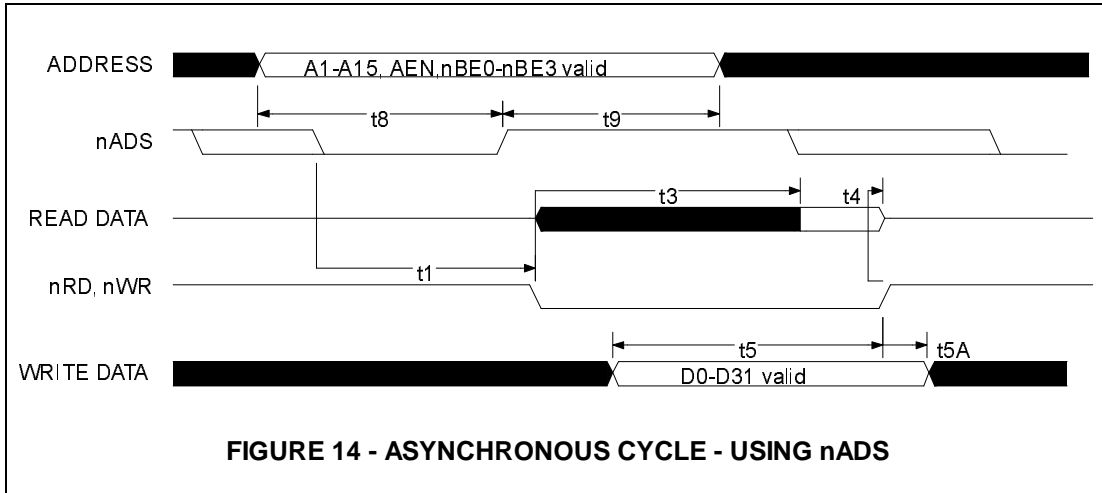 ADDRESS
A1-A15, AEN,nBE0-nBE3 valid
t8
t9
nADS
t3
t4
READ DATA
t1
nRD, nWR
t5
t5A
WRITE DATA
D0-D31 valid
FIGURE 14 - ASYNCHRONOUS CYCLE - USING nADS